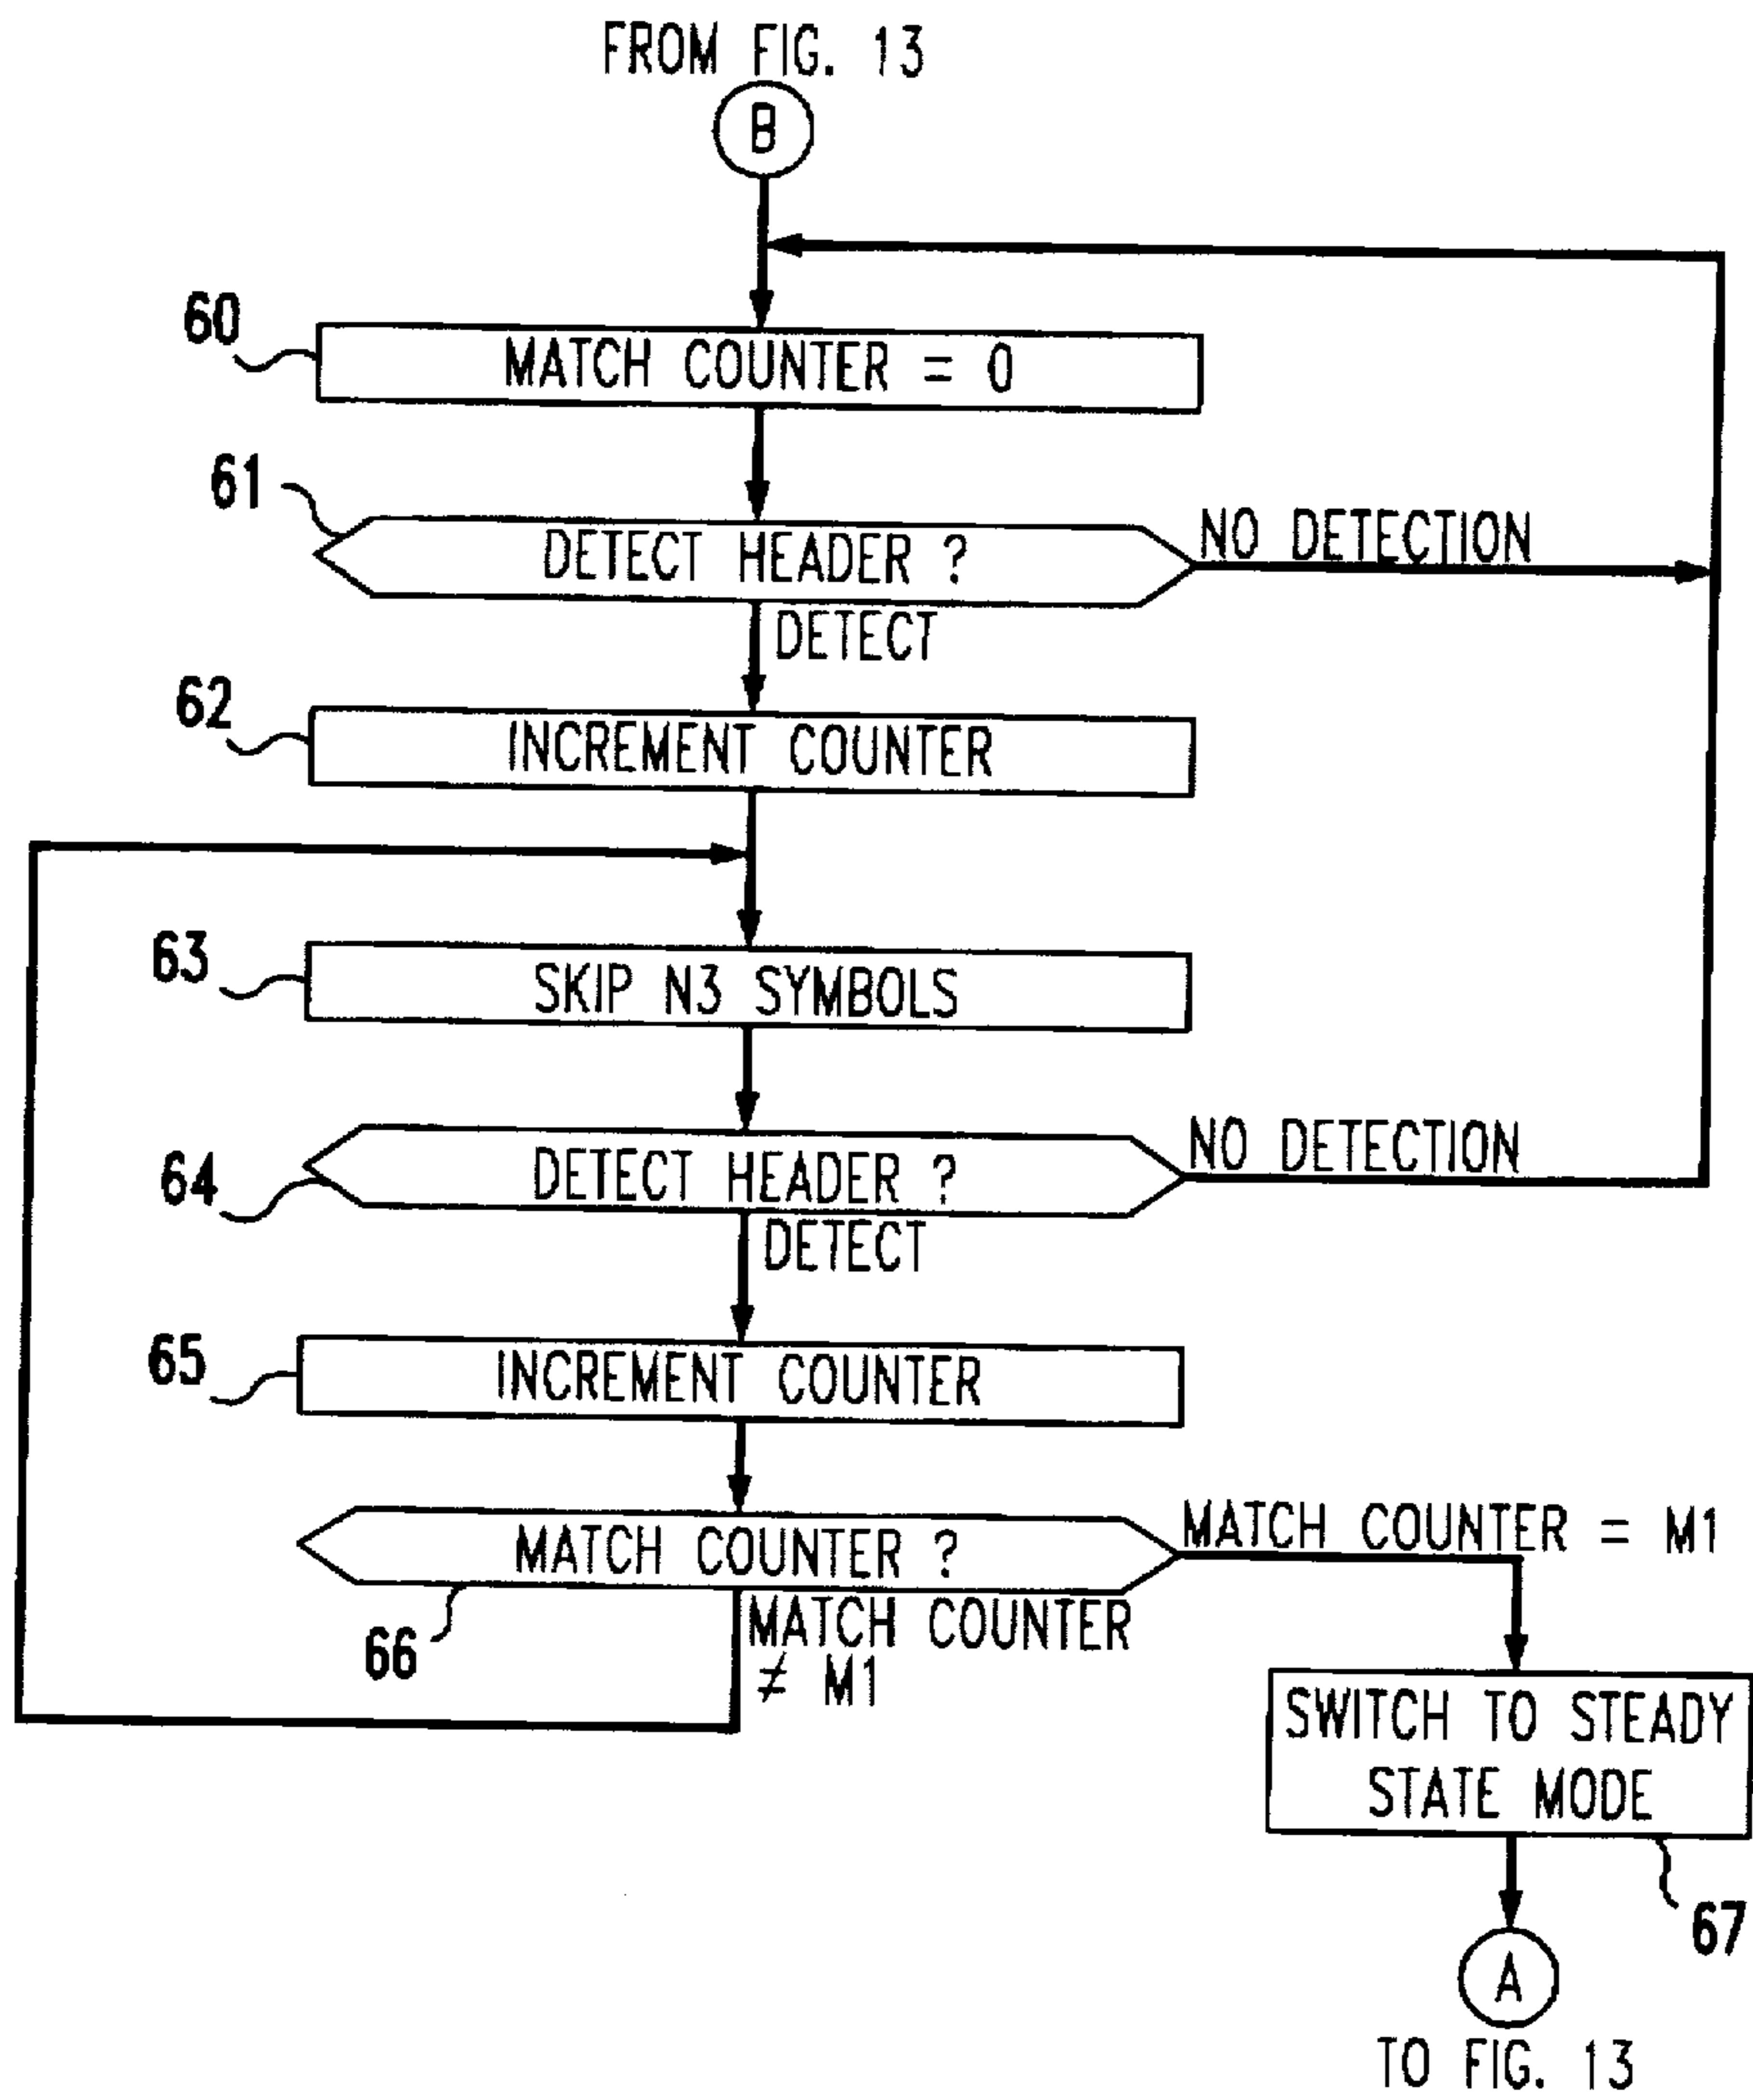 FROM FIG. 13
B
60
MATCH COUNTER = 0
61
DETECT HEADER ?
NO DETECTION
DETECT
62
INCREMENT COUNTER
63
SKIP N3 SYMBOLS
64
DETECT HEADER ?
NO DETECTION
DETECT
65
INCREMENT COUNTER
MATCH COUNTER ?
MATCH COUNTER = M1
66
MATCH COUNTER
≠ M1
SWITCH TO STEADY
STATE MODE
67
A
TO FIG. 13